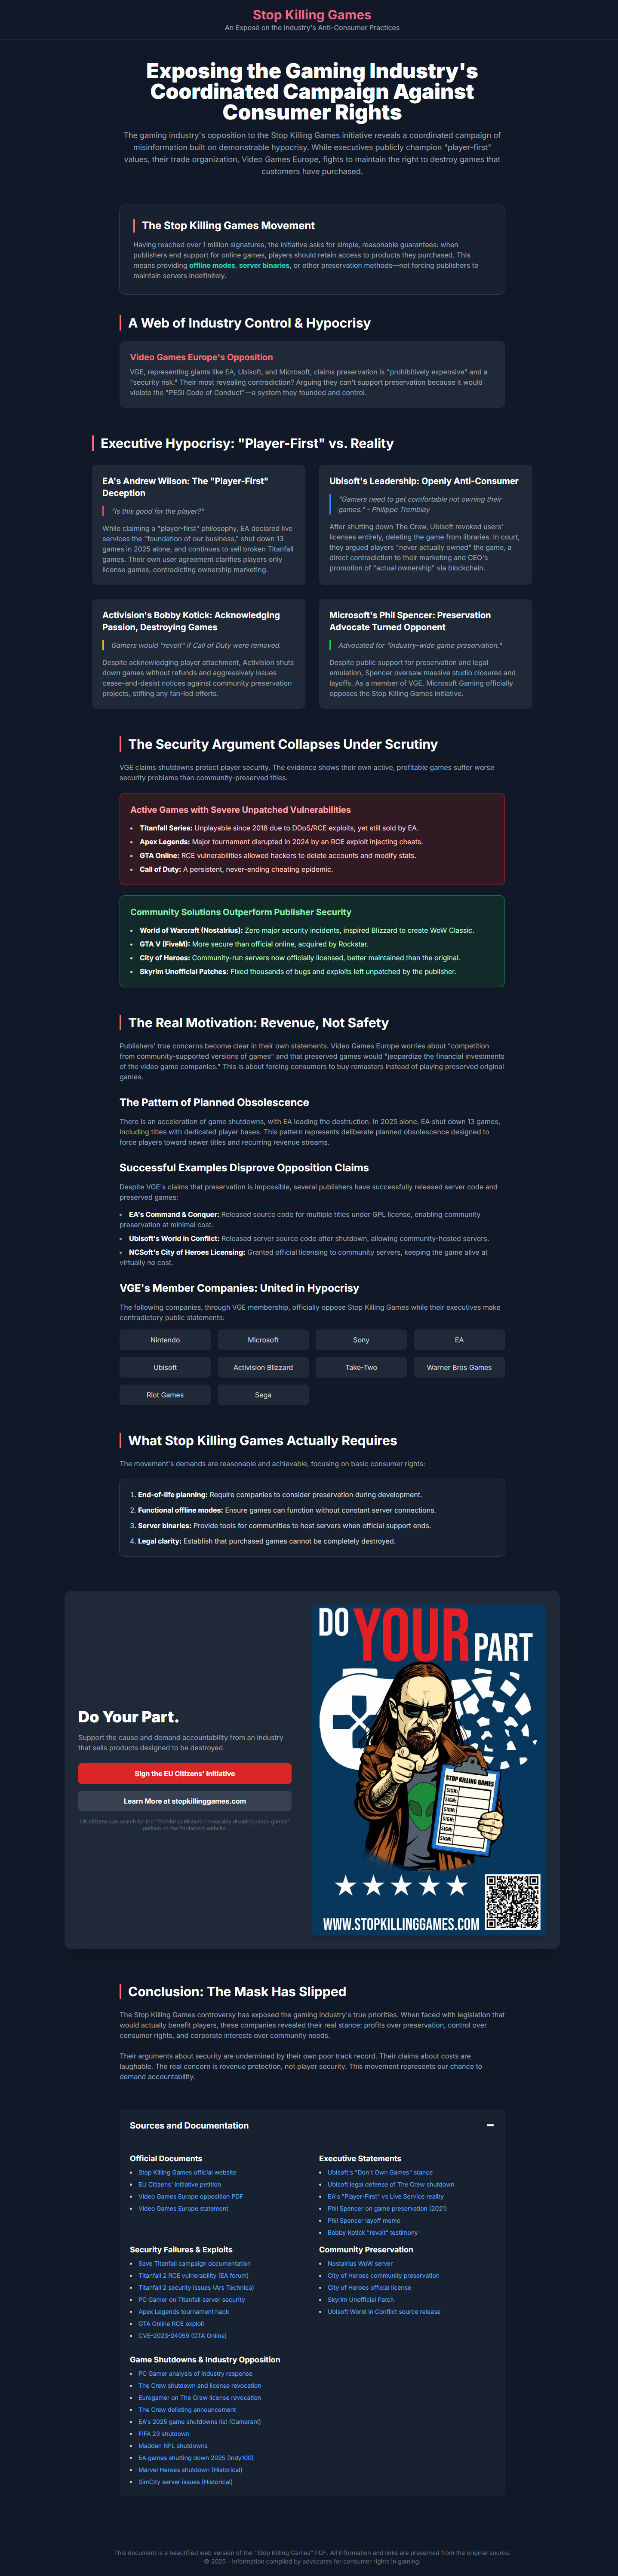 Stop Killing Games
An Exposé on the Industry's Anti-Consumer Practices
Exposing the Gaming Industry's
Coordinated Campaign Against
Consumer Rights
The gaming industry's opposition to the Stop Killing Games initiative reveals a coordinated campaign of
misinformation built on demonstrable hypocrisy. While executives publicly champion "player-first"
values, their trade organization, Video Games Europe, fights to maintain the right to destroy games that
customers have purchased.
The Stop Killing Games Movement
Having reached over 1 million signatures, the initiative asks for simple, reasonable guarantees: when
publishers end support for online games, players should retain access to products they purchased. This
means providing offline modes, server binaries, or other preservation methods—not forcing publishers to
maintain servers indefinitely.
A Web of Industry Control & Hypocrisy
Video Games Europe's Opposition
VGE, representing giants like EA, Ubisoft, and Microsoft, claims preservation is "prohibitively expensive" and a
"security risk." Their most revealing contradiction? Arguing they can't support preservation because it would
violate the "PEGI Code of Conduct"—a system they founded and control.
Executive Hypocrisy: "Player-First" vs. Reality
EA's Andrew Wilson: The "Player-First"
Deception
"Is this good for the player?"
While claiming a "player-first" philosophy, EA declared live
services the "foundation of our business," shut down 13
games in 2025 alone, and continues to sell broken Titanfall
games. Their own user agreement clarifies players only
license games, contradicting ownership marketing.
Ubisoft's Leadership: Openly Anti-Consumer
"Gamers need to get comfortable not owning their
games." - Philippe Tremblay
After shutting down The Crew, Ubisoft revoked users'
licenses entirely, deleting the game from libraries. In court,
they argued players "never actually owned" the game, a
direct contradiction to their marketing and CEO's
promotion of "actual ownership" via blockchain.
Activision's Bobby Kotick: Acknowledging
Passion, Destroying Games
Gamers would "revolt" if Call of Duty were removed.
Despite acknowledging player attachment, Activision shuts
down games without refunds and aggressively issues
cease-and-desist notices against community preservation
projects, stifling any fan-led efforts.
Microsoft's Phil Spencer: Preservation
Advocate Turned Opponent
Advocated for "industry-wide game preservation."
Despite public support for preservation and legal
emulation, Spencer oversaw massive studio closures and
layoffs. As a member of VGE, Microsoft Gaming officially
opposes the Stop Killing Games initiative.
The Security Argument Collapses Under Scrutiny
VGE claims shutdowns protect player security. The evidence shows their own active, profitable games suffer worse
security problems than community-preserved titles.
Active Games with Severe Unpatched Vulnerabilities
• Titanfall Series: Unplayable since 2018 due to DDoS/RCE exploits, yet still sold by EA.
• Apex Legends: Major tournament disrupted in 2024 by an RCE exploit injecting cheats.
• GTA Online: RCE vulnerabilities allowed hackers to delete accounts and modify stats.
• Call of Duty: A persistent, never-ending cheating epidemic.
Community Solutions Outperform Publisher Security
• World of Warcraft (Nostalrius): Zero major security incidents, inspired Blizzard to create WoW Classic.
• GTA V (FiveM): More secure than official online, acquired by Rockstar.
• City of Heroes: Community-run servers now officially licensed, better maintained than the original.
• Skyrim Unofficial Patches: Fixed thousands of bugs and exploits left unpatched by the publisher.
The Real Motivation: Revenue, Not Safety
Publishers' true concerns become clear in their own statements. Video Games Europe worries about "competition
from community-supported versions of games" and that preserved games would "jeopardize the financial investments
of the video game companies." This is about forcing consumers to buy remasters instead of playing preserved original
games.
The Pattern of Planned Obsolescence
There is an acceleration of game shutdowns, with EA leading the destruction. In 2025 alone, EA shut down 13 games,
including titles with dedicated player bases. This pattern represents deliberate planned obsolescence designed to
force players toward newer titles and recurring revenue streams.
Successful Examples Disprove Opposition Claims
Despite VGE's claims that preservation is impossible, several publishers have successfully released server code and
preserved games:
• EA's Command & Conquer: Released source code for multiple titles under GPL license, enabling community
preservation at minimal cost.
• Ubisoft's World in Conflict: Released server source code after shutdown, allowing community-hosted servers.
• NCSoft's City of Heroes Licensing: Granted official licensing to community servers, keeping the game alive at
virtually no cost.
VGE's Member Companies: United in Hypocrisy
The following companies, through VGE membership, officially oppose Stop Killing Games while their executives make
contradictory public statements:
Nintendo
Microsoft
Sony
EA
Ubisoft
Activision Blizzard
Take-Two
Warner Bros Games
Riot Games
Sega
What Stop Killing Games Actually Requires
The movement's demands are reasonable and achievable, focusing on basic consumer rights:
1. End-of-life planning: Require companies to consider preservation during development.
2. Functional offline modes: Ensure games can function without constant server connections.
3. Server binaries: Provide tools for communities to host servers when official support ends.
4. Legal clarity: Establish that purchased games cannot be completely destroyed.
Do Your Part.
Support the cause and demand accountability from an industry
that sells products designed to be destroyed.
Sign the EU Citizens' Initiative
Learn More at stopkillinggames.com
UK citizens can search for the "Prohibit publishers irrevocably disabling video games"
petition on the Parliament website.
DO YOUR PART
STOP KILLING GAMES
SIGN:
SIGN:
SIGN:
SIGN:
WWW.STOPKILLINGGAMES.COM
Conclusion: The Mask Has Slipped
The Stop Killing Games controversy has exposed the gaming industry's true priorities. When faced with legislation that
would actually benefit players, these companies revealed their real stance: profits over preservation, control over
consumer rights, and corporate interests over community needs.
Their arguments about security are undermined by their own poor track record. Their claims about costs are
laughable. The real concern is revenue protection, not player security. This movement represents our chance to
demand accountability.
Sources and Documentation
Official Documents
• Stop Killing Games official website
• EU Citizens' Initiative petition
• Video Games Europe opposition PDF
• Video Games Europe statement
Executive Statements
• Ubisoft's "Don't Own Games" stance
• Ubisoft legal defense of The Crew shutdown
• EA's "Player-First" vs Live Service reality
• Phil Spencer on game preservation (2021)
• Phil Spencer layoff memo
• Bobby Kotick "revolt" testimony
Security Failures & Exploits
• Save Titanfall campaign documentation
• Titanfall 2 RCE vulnerability (EA forum)
• Titanfall 2 security issues (Ars Technica)
• PC Gamer on Titanfall server security
• Apex Legends tournament hack
• GTA Online RCE exploit
• CVE-2023-24059 (GTA Online)
Community Preservation
• Nostalrius WoW server
• City of Heroes community preservation
• City of Heroes official license
• Skyrim Unofficial Patch
• Ubisoft World in Conflict source release
Game Shutdowns & Industry Opposition
• PC Gamer analysis of industry response
• The Crew shutdown and license revocation
• Eurogamer on The Crew license revocation
• The Crew delisting announcement
• EA's 2025 game shutdowns list (Gamerant)
• FIFA 23 shutdown
• Madden NFL shutdowns
• EA games shutting down 2025 (Indy100)
• Marvel Heroes shutdown (Historical)
• SimCity server issues (Historical)
This document is a beautified web version of the "Stop Killing Games" PDF. All information and links are preserved from the original source.
© 2025 - Information compiled by advocates for consumer rights in gaming.